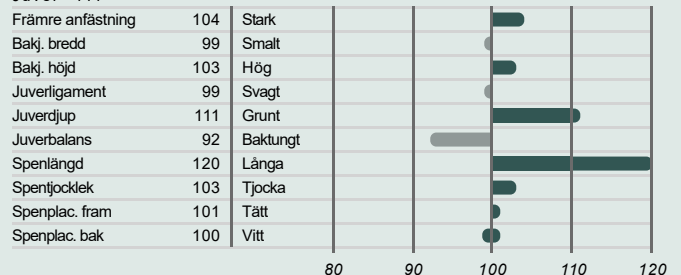 Främre anfästning 104 Stark
Bakj. bredd 99 Smalt
Bakj. höjd 103 Hög
Juverligament 99 Svagt
Juverdjup 111 Grunt
Juverbalans 92 Baktungt
Spenlängd 120 Långa
Spentjocklek 103 Tjocka
Spenplac. fram 101 Tätt
Spenplac. bak 100 Vitt
80 90 100 110 120